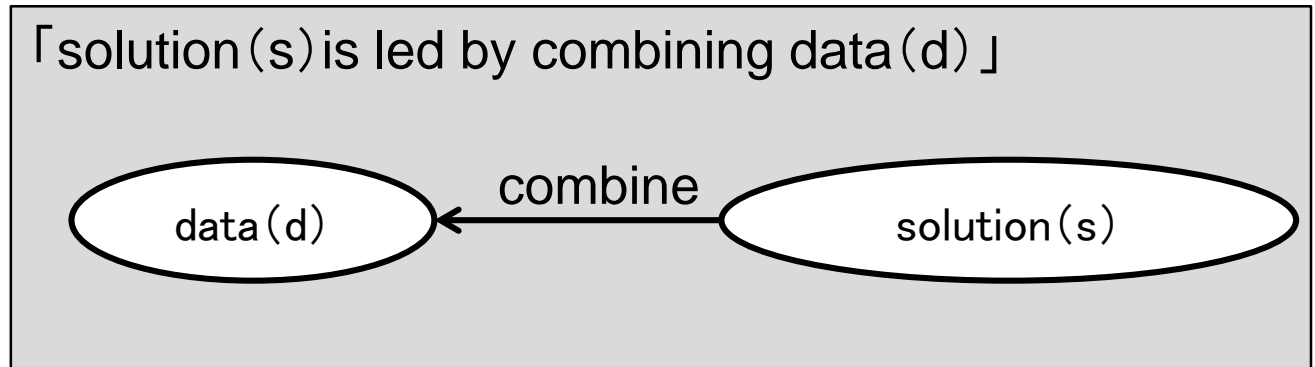 「solution（s）is led by combining data（d）」
combine
data（d）
solution（s）